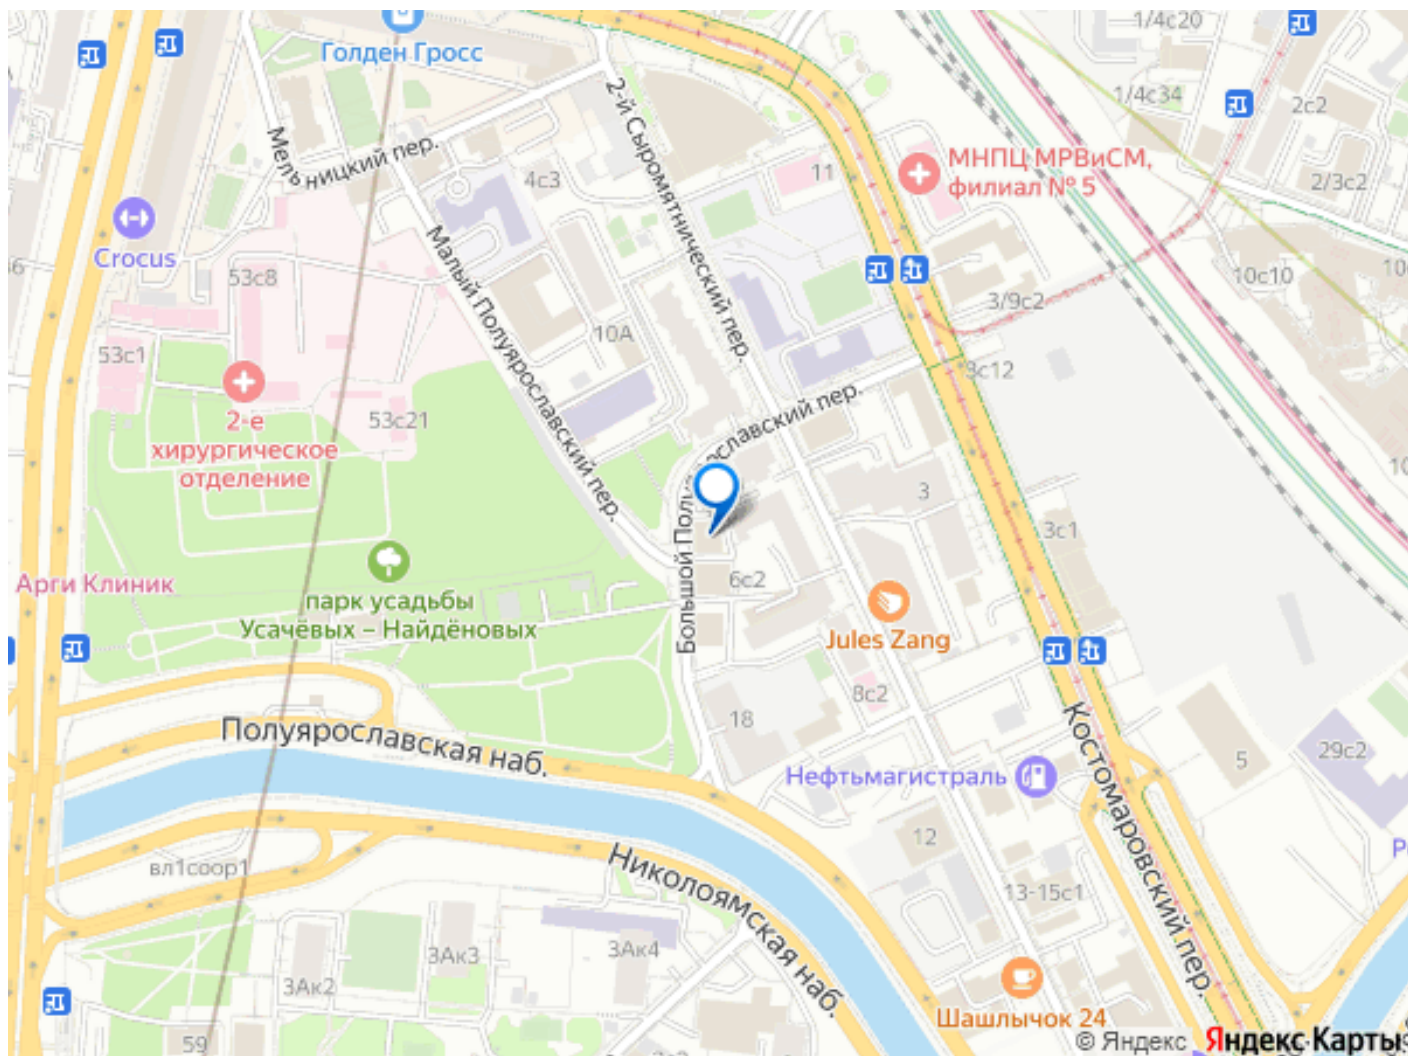 1/4с20
Голден Гросс
1/4с34
2с2
2-й Сыромятнический пер.
Мельницкий пер.
МНПЦ МРВиСМ,
филиал № 5
11
4с3
2/3с2
Crocus
Малый Полуярославский пер.
53с8
10с10
3/9с2
10А
53с1
3с12
2-е
хирургическое
отделение
53с21
Большой Полуярославский пер.
3
3с1
Арги Клиник
парк усадьбы
Усачёвых – Найдёновых
6с2
Jules Zang
8с2
18
Полуярославская наб.
Костомаровский пер.
Нефтьмагистраль
5
29с2
12
вл1соор1
Николоямская наб.
13-15с1
3Ак3
3Ак4
3Ак2
Шашлычок 24
59
© Яндекс Яндекс Карты